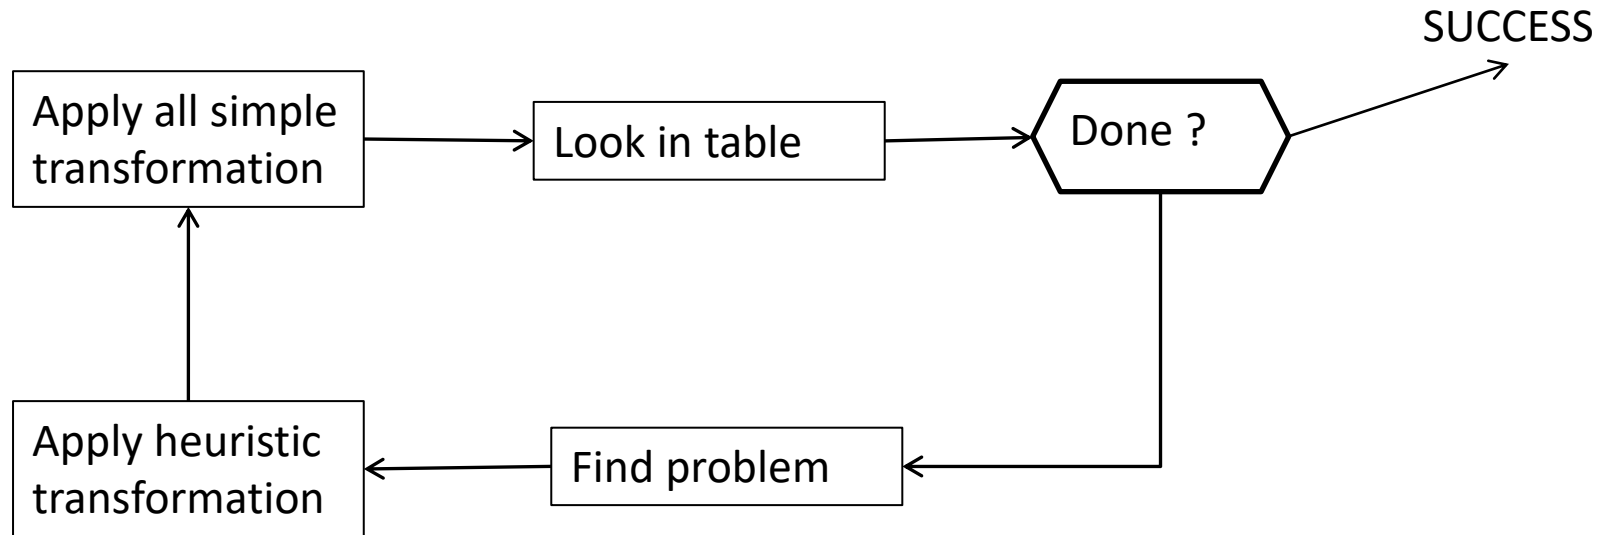 SUCCESS
Apply all simple
transformation
Look in table
Done ?
Apply heuristic
transformation
Find problem